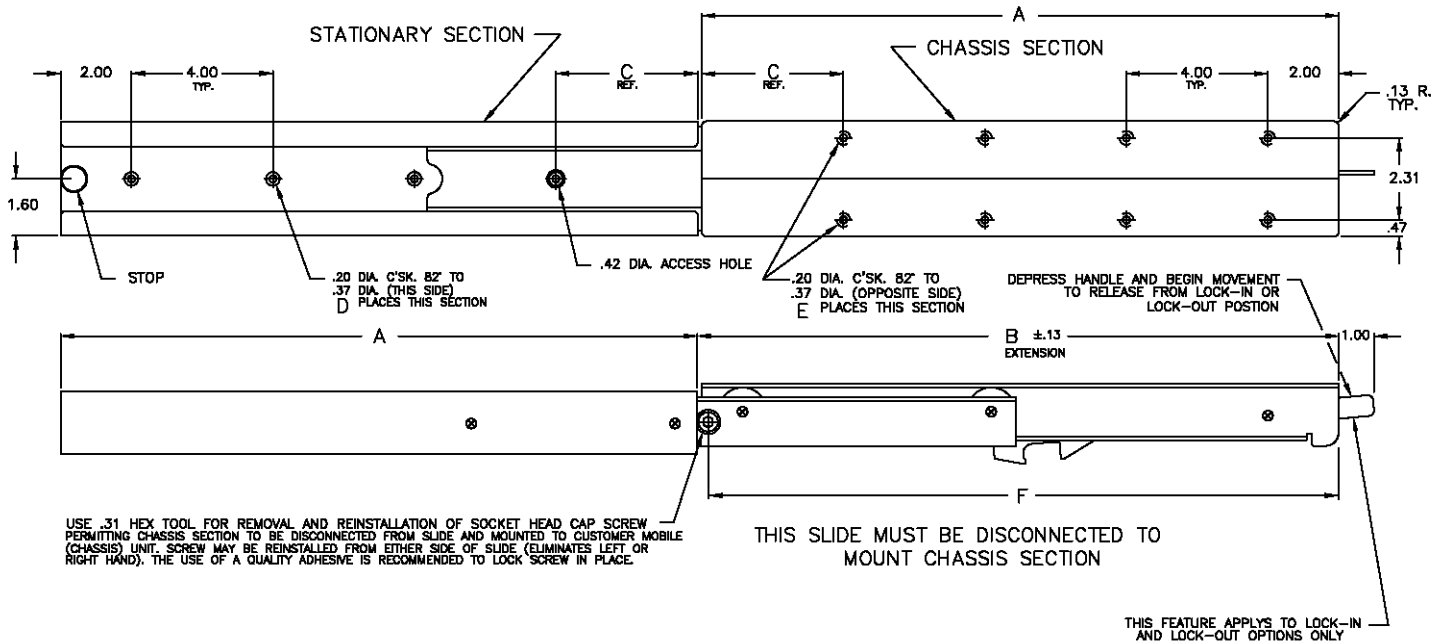 A
STATIONARY SECTION
CHASSIS SECTION
2.00
4.00
TYP.
C
REF.
C
REF.
4.00
TYP.
2.00
.13 R.
TYP.
1.60
2.31
.47
STOP
.20 DIA. C'SK. 82° TO
.37 DIA. (THIS SIDE)
D PLACES THIS SECTION
.42 DIA. ACCESS HOLE
.20 DIA. C'SK. 82° TO
.37 DIA. (OPPOSITE SIDE)
E PLACES THIS SECTION
DEPRESS HANDLE AND BEGIN MOVEMENT
TO RELEASE FROM LOCK-IN OR
LOCK-OUT POSTION
A
B ±.13
EXTENSION
1.00
F
USE .31 HEX TOOL FOR REMOVAL AND REINSTALLATION OF SOCKET HEAD CAP SCREW
PERMITTING CHASSIS SECTION TO BE DISCONNECTED FROM SLIDE AND MOUNTED TO CUSTOMER MOBILE
(CHASSIS) UNIT. SCREW MAY BE REINSTALLED FROM EITHER SIDE OF SLIDE (ELIMINATES LEFT OR
RIGHT HAND). THE USE OF A QUALITY ADHESIVE IS RECOMMENDED TO LOCK SCREW IN PLACE.
THIS SLIDE MUST BE DISCONNECTED TO
MOUNT CHASSIS SECTION
THIS FEATURE APPLYS TO LOCK-IN
AND LOCK-OUT OPTIONS ONLY